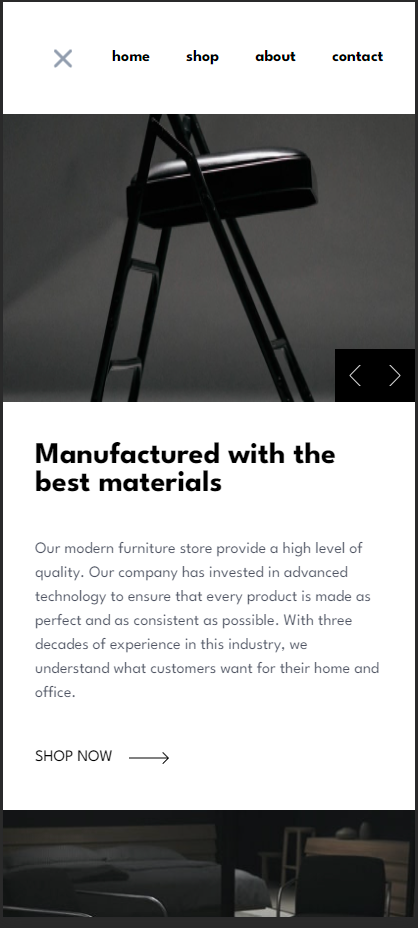 home shop about contact
Manufactured with the
best materials
Our modern furniture store provide a high level of
quality. Our company has invested in advanced
technology to ensure that every product is made as
perfect and as consistent as possible. With three
decades of experience in this industry, we
understand what customers want for their home and
office.
SHOP NOW